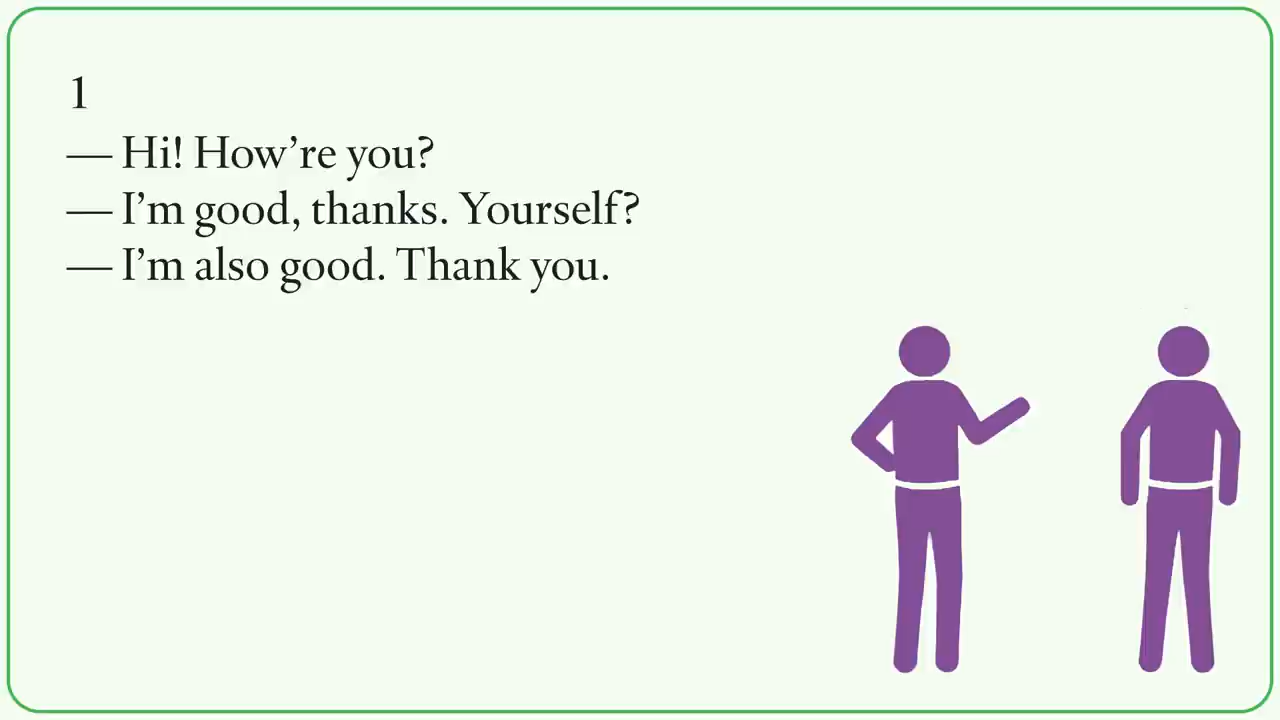 1
— Hi! How’re you?
— I’m good, thanks. Yourself?
— I’m also good. Thank you.